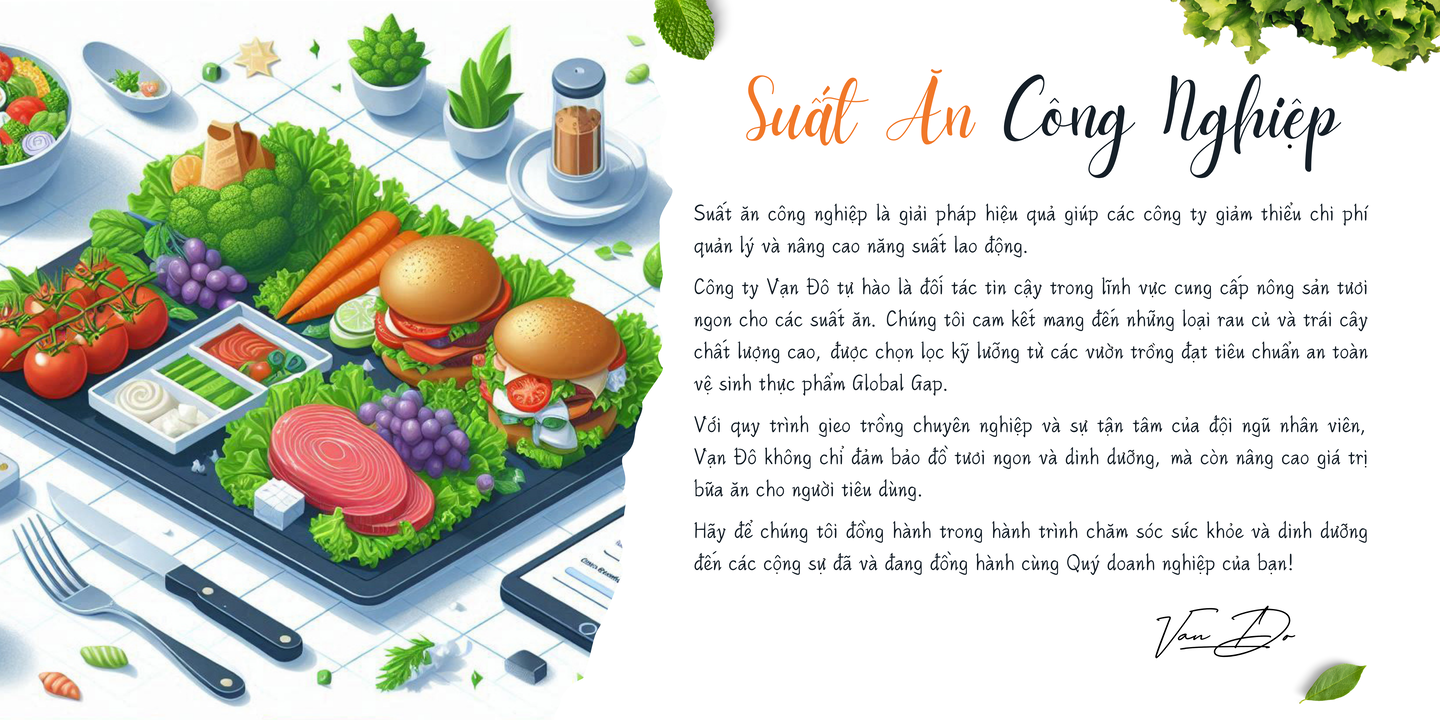 Suất Ăn Công Nghiệp
Suất ăn công nghiệp là giải pháp hiệu quả giúp các công ty giảm thiểu chi phí
quản lý và nâng cao năng suất lao động.
Công ty Vạn Đô tự hào là đối tác tin cậy trong lĩnh vực cung cấp nông sản tươi
ngon cho các suất ăn. Chúng tôi cam kết mang đến những loại rau củ và trái cây
chất lượng cao, được chọn lọc kỹ lưỡng từ các vườn trồng đạt tiêu chuẩn an toàn
vệ sinh thực phẩm Global Gap.
Với quy trình gieo trồng chuyên nghiệp và sự tận tâm của đội ngũ nhân viên,
Vạn Đô không chỉ đảm bảo đồ tươi ngon và dinh dưỡng, mà còn nâng cao giá trị
bữa ăn cho người tiêu dùng.
Hãy để chúng tôi đồng hành trong hành trình chăm sóc sức khỏe và dinh dưỡng
đến các cộng sự đã và đang đồng hành cùng Quý doanh nghiệp của bạn!
Van Do